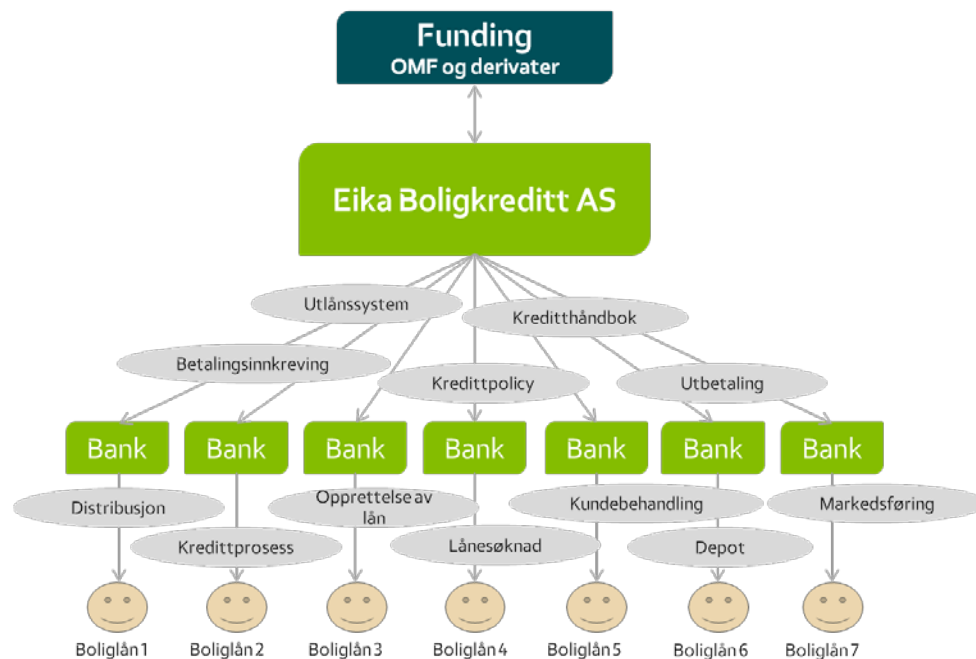 Funding
OMF og derivater
Eika Boligkreditt AS
Utlånssystem
Kreditthåndbok
Betalingsinnkreving
Kredittpolicy
Utbetaling
Bank
Bank
Bank
Bank
Bank
Bank
Bank
Distribusjon
Opprettelse av
lån
Kundebehandling
Markedsføring
Kredittprosess
Lånesøknad
Depot
Boliglån 1
Boliglån 2
Boliglån 3
Boliglån 4
Boliglån 5
Boliglån 6
Boliglån 7